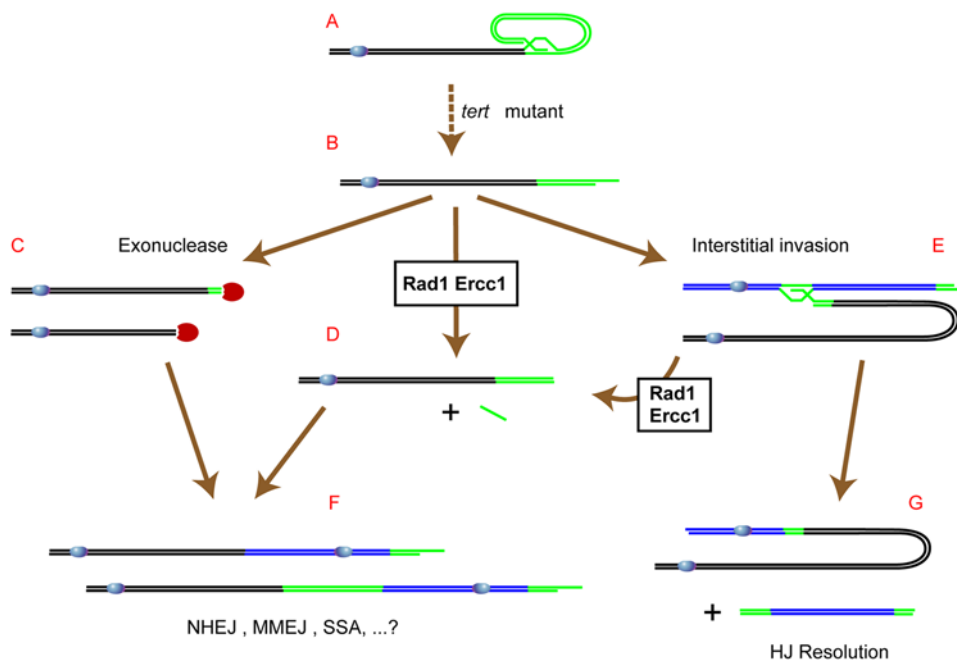 A
tert mutant
B
C
Exonuclease
Interstitial invasion
E
Rad1 Ercc1
D
+
Rad1
Ercc1
F
G
+
NHEJ , MMEJ , SSA, ...?
HJ Resolution